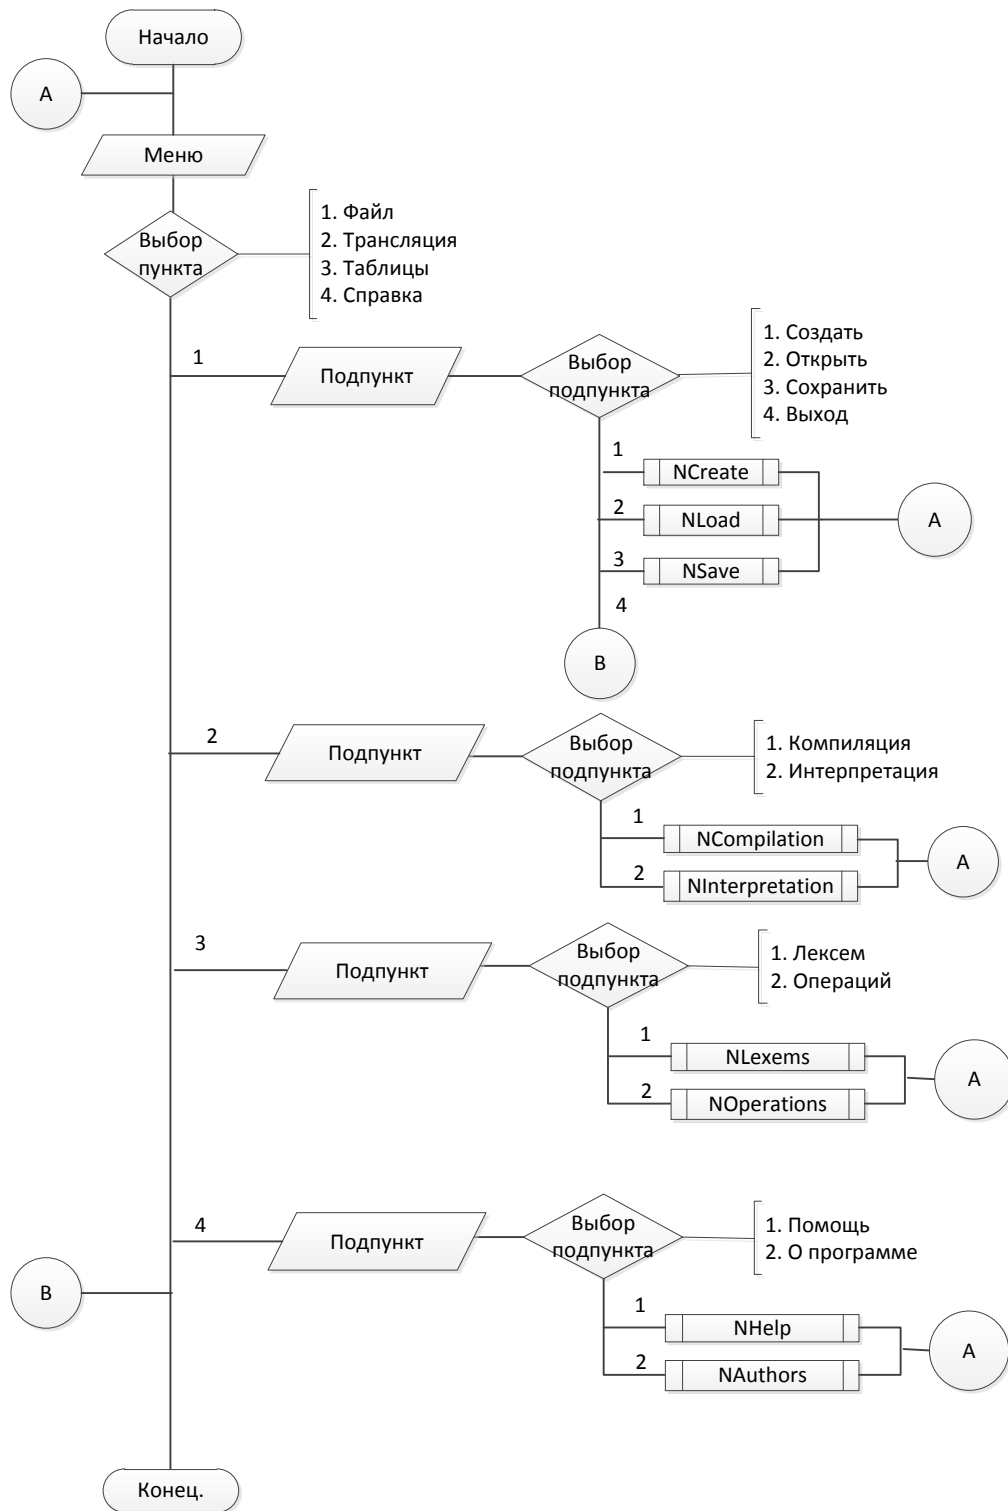 Начало
A
Меню
Выбор
пункта
1. Файл
2. Трансляция
3. Таблицы
4. Справка
1
Подпункт
Выбор
подпункта
1. Создать
2. Открыть
3. Сохранить
4. Выход
1
NCreate
2
NLoad
A
3
NSave
4
B
2
Подпункт
Выбор
подпункта
1. Компиляция
2. Интерпретация
1
NCompilation
A
2
NInterpretation
3
Подпункт
Выбор
подпункта
1. Лексем
2. Операций
1
NLexems
A
2
NOperations
4
Подпункт
Выбор
подпункта
1. Помощь
2. О программе
B
1
NHelp
A
2
NAuthors
Конец.